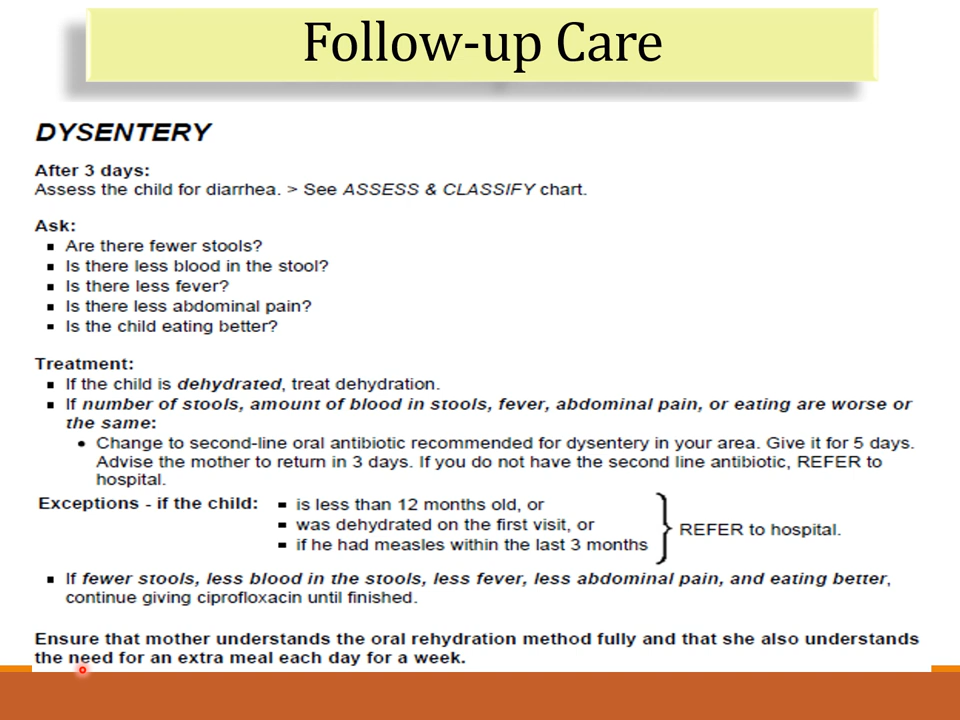 Follow-up Care
DYSENTERY
After 3 days:
Assess the child for diarrhea. > See ASSESS & CLASSIFY chart.
Ask:
▪ Are there fewer stools?
▪ Is there less blood in the stool?
▪ Is there less fever?
▪ Is there less abdominal pain?
▪ Is the child eating better?
Treatment:
▪ If the child is dehydrated, treat dehydration.
▪ If number of stools, amount of blood in stools, fever, abdominal pain, or eating are worse or
the same:
• Change to second-line oral antibiotic recommended for dysentery in your area. Give it for 5 days.
Advise the mother to return in 3 days. If you do not have the second line antibiotic, REFER to
hospital.
Exceptions - if the child: ▪ is less than 12 months old, or
▪ was dehydrated on the first visit, or
REFER to hospital.
▪ if he had measles within the last 3 months
▪ If fewer stools, less blood in the stools, less fever, less abdominal pain, and eating better,
continue giving ciprofloxacin until finished.
Ensure that mother understands the oral rehydration method fully and that she also understands
the need for an extra meal each day for a week.